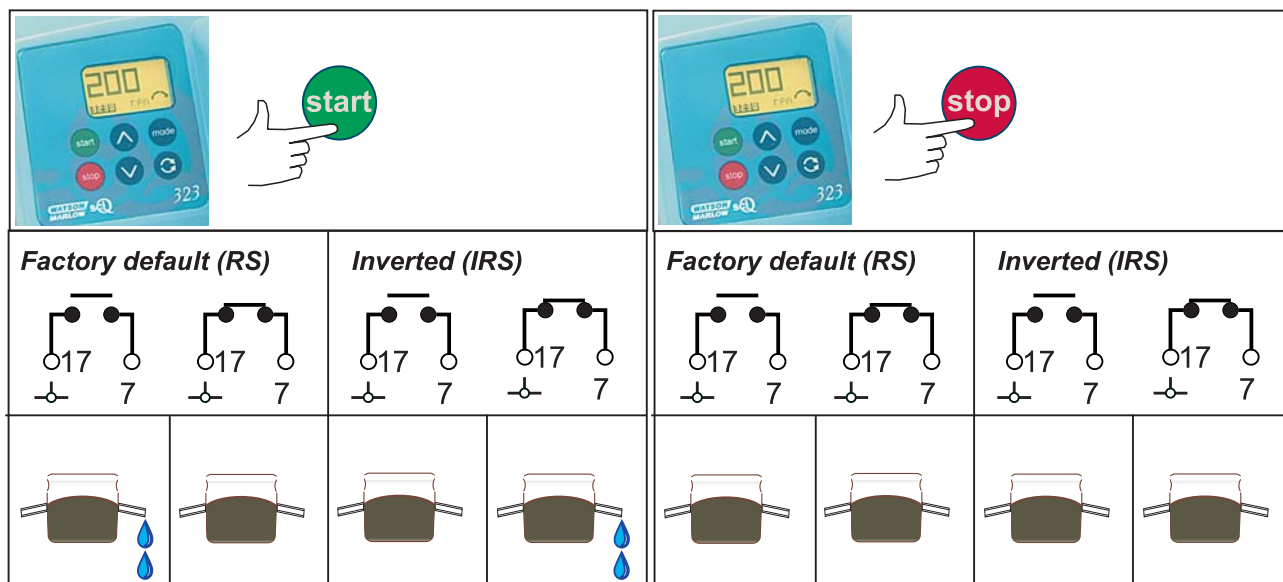 200
rpm
start
mode
stop
WATSON
MARLOW
323
start
200
rpm
start
mode
stop
WATSON
MARLOW
323
stop
Factory default (RS)
Inverted (IRS)
Factory default (RS)
Inverted (IRS)
17
17
17
17
17
17
17
17
7
7
7
7
7
7
7
7